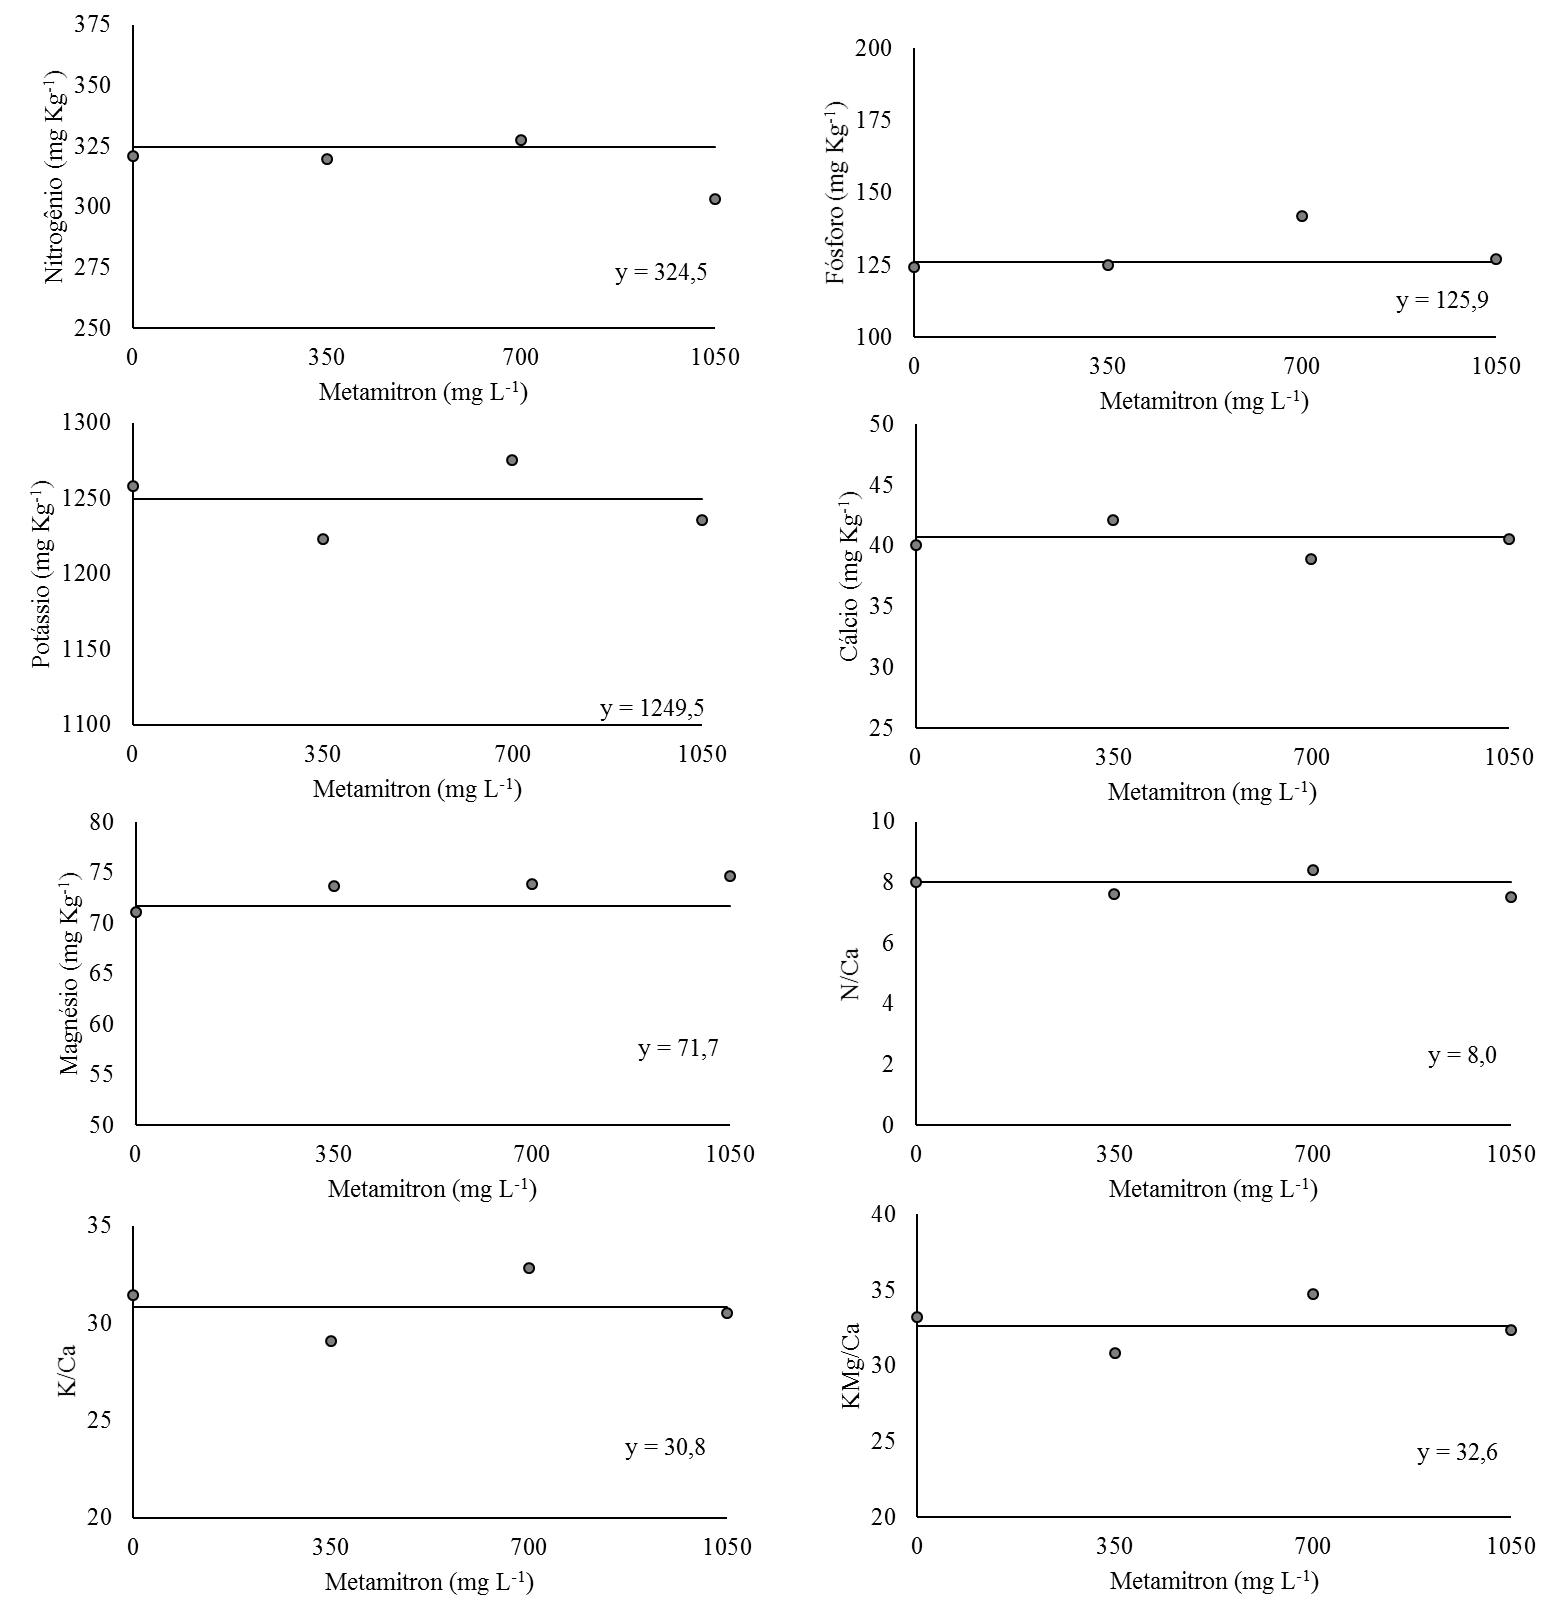 375
350
325
300
275
250
Nitrogênio (mg Kg⁻¹)
y = 324,5
0 350 700 1050
Metamitron (mg L⁻¹)
200
175
150
125
100
Fósforo (mg Kg⁻¹)
y = 125,9
0 350 700 1050
Metamitron (mg L⁻¹)
1300
1250
1200
1150
1100
Potássio (mg Kg⁻¹)
y = 1249,5
0 350 700 1050
Metamitron (mg L⁻¹)
50
45
40
35
30
25
Cálcio (mg Kg⁻¹)
0 350 700 1050
Metamitron (mg L⁻¹)
80
75
70
65
60
55
50
Magnésio (mg Kg⁻¹)
y = 71,7
0 350 700 1050
Metamitron (mg L⁻¹)
10
8
6
4
2
0
N/Ca
y = 8,0
0 350 700 1050
Metamitron (mg L⁻¹)
35
30
25
20
K/Ca
y = 30,8
0 350 700 1050
Metamitron (mg L⁻¹)
40
35
30
25
20
KMg/Ca
y = 32,6
0 350 700 1050
Metamitron (mg L⁻¹)